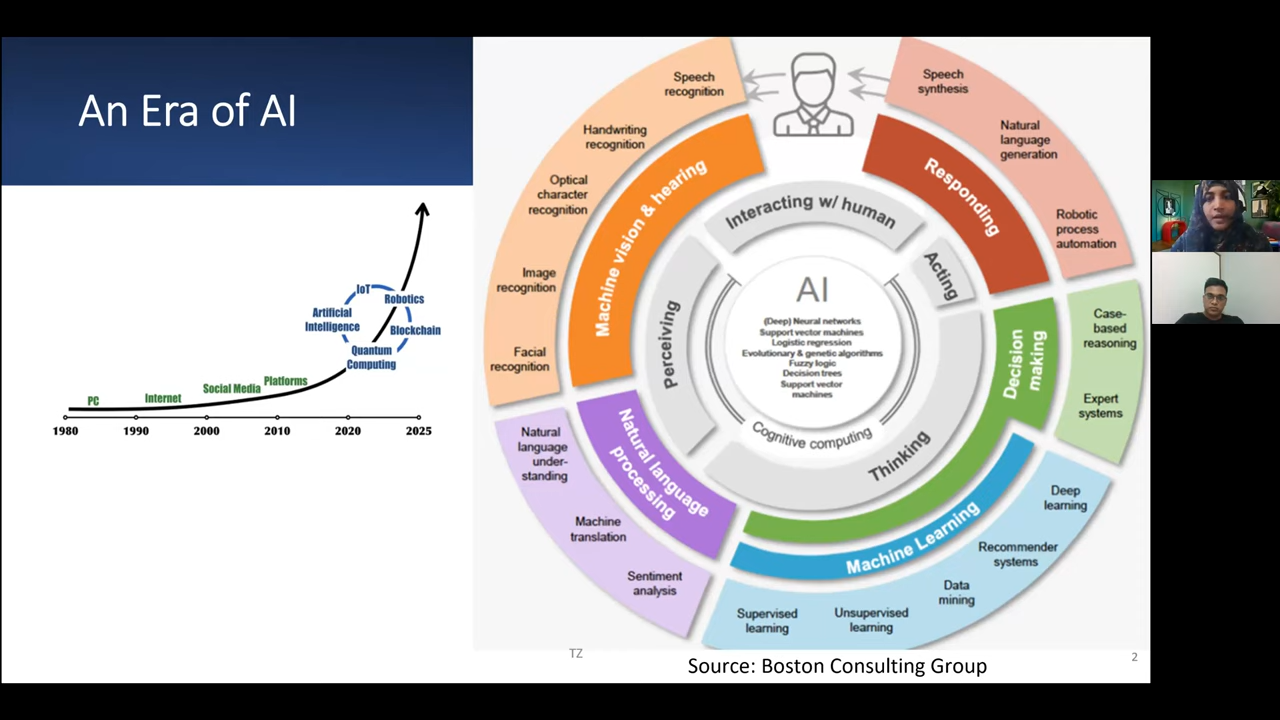 An Era of AI
IoT
Robotics
Artificial
Intelligence
Blockchain
Quantum
Computing
Platforms
Social Media
Internet
PC
1980 1990 2000 2010 2020 2025
Speech
recognition
Handwriting
recognition
Optical
character
recognition
Image
recognition
Facial
recognition
Machine vision & hearing
Speech
synthesis
Natural
language
generation
Robotic
process
automation
Responding
Interacting w/ human
Acting
Perceiving
Thinking
AI
(Deep) Neural networks
Support vector machines
Logistic regression
Evolutionary & genetic algorithms
Fuzzy logic
Decision trees
Support vector
machines
Cognitive computing
Decision
making
Case-
based
reasoning
Expert
systems
Natural language
processing
Natural
language
under-
standing
Machine
translation
Sentiment
analysis
Machine Learning
Deep
learning
Recommender
systems
Data
mining
Unsupervised
learning
Supervised
learning
TZ
Source: Boston Consulting Group
2